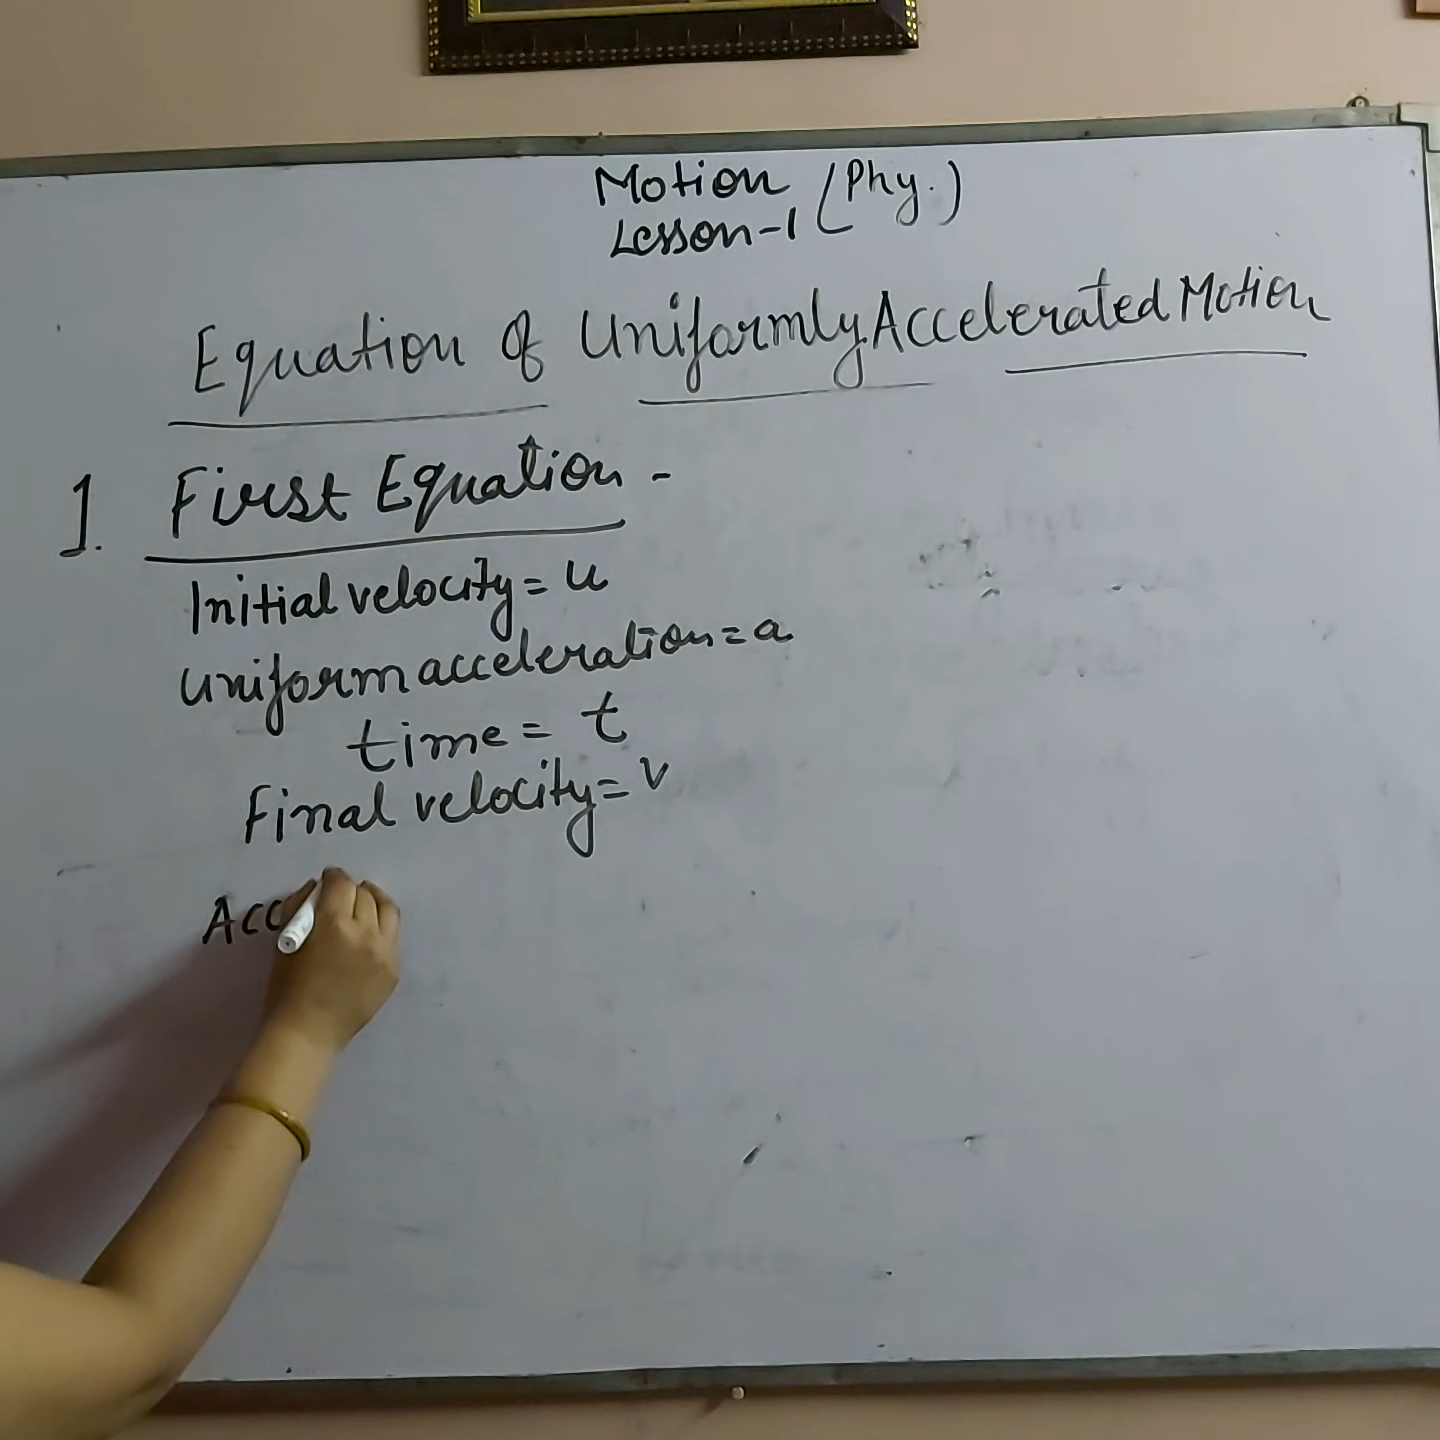 Motion (Phy.)
Lesson-1
Equation of Uniformly Accelerated Motion
1. First Equation -
Initial velocity = u
Uniform acceleration = a
time = t
Final velocity = v
Acc